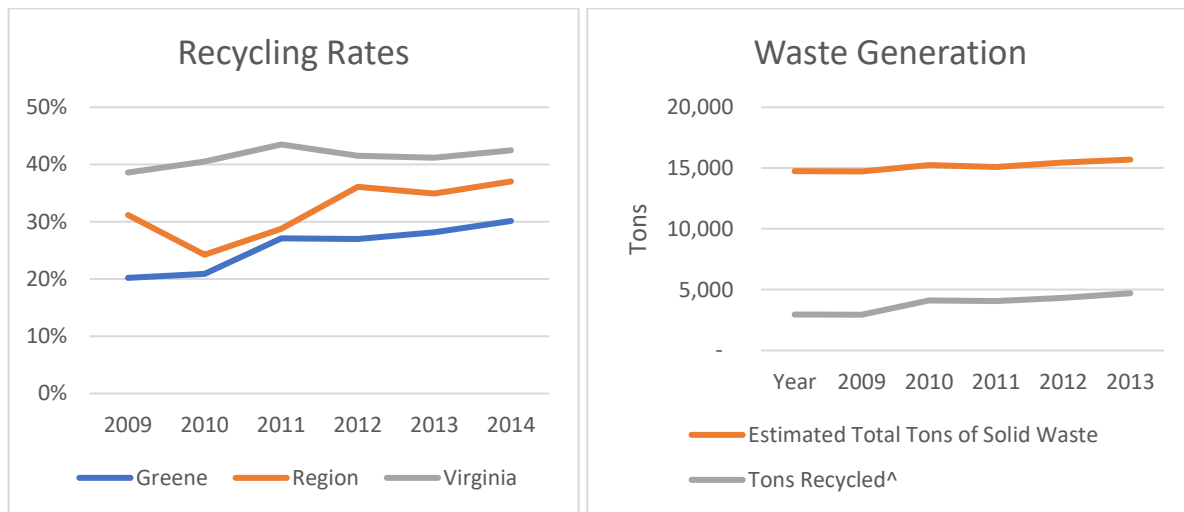 Recycling Rates
50%
40%
30%
20%
10%
0%
2009 2010 2011 2012 2013 2014
Greene Region Virginia
Waste Generation
Tons
20,000
15,000
10,000
5,000
-
Year 2009 2010 2011 2012 2013
Estimated Total Tons of Solid Waste
Tons Recycled^